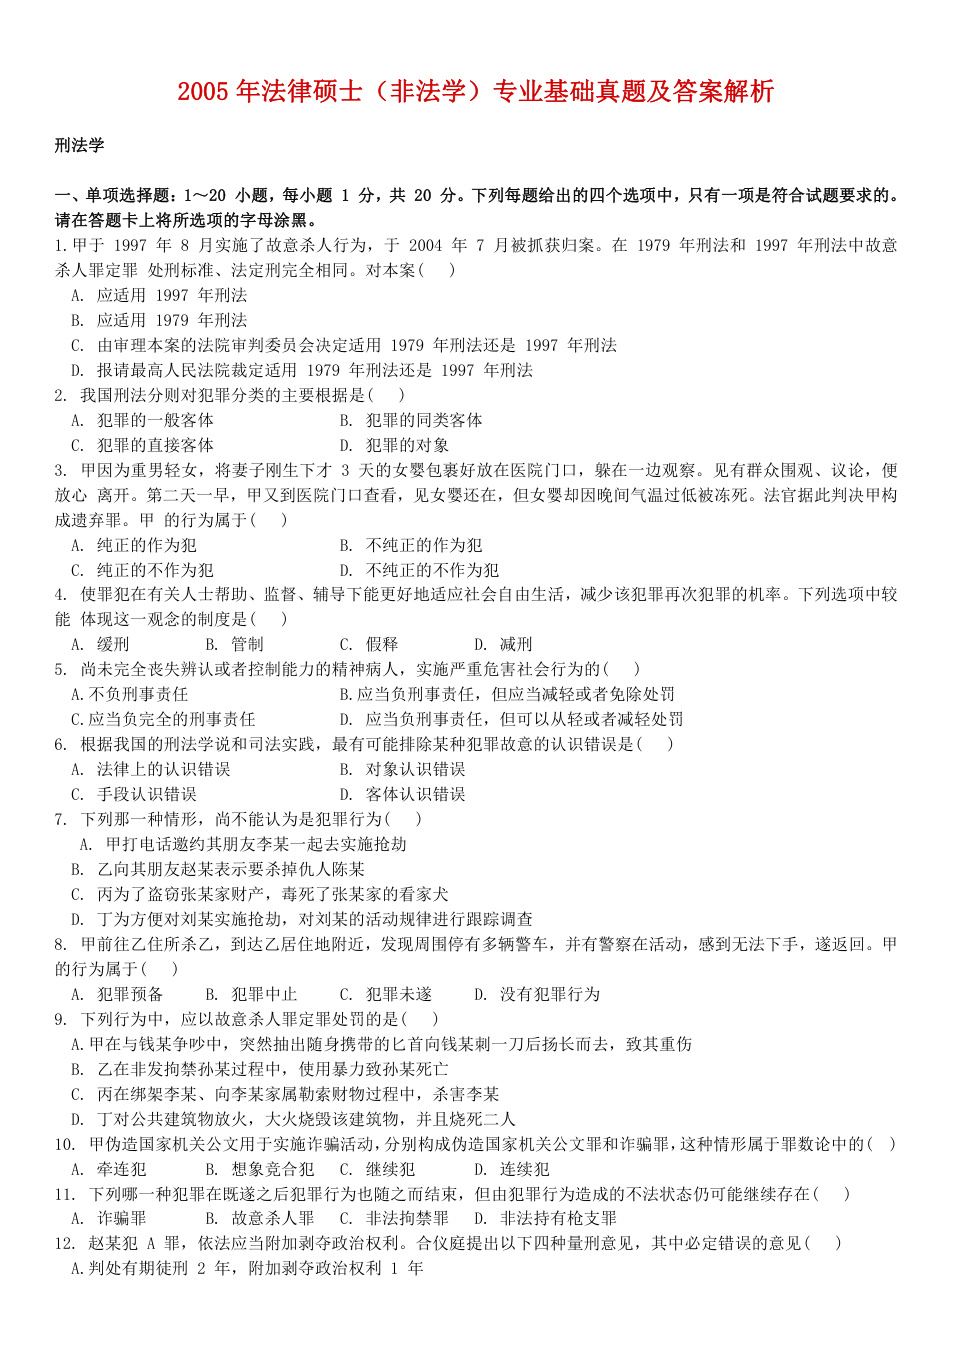 2005 年法律硕士（非法学）专业基础真题及答案解析
刑法学
一、单项选择题：1～20 小题，每小题 1 分，共 20 分。下列每题给出的四个选项中，只有一项是符合试题要求的。
请在答题卡上将所选项的字母涂黑。
1.甲于 1997 年 8 月实施了故意杀人行为，于 2004 年 7 月被抓获归案。在 1979 年刑法和 1997 年刑法中故意
杀人罪定罪 处刑标准、法定刑完全相同。对本案(  )
A. 应适用 1997 年刑法
B. 应适用 1979 年刑法
C. 由审理本案的法院审判委员会决定适用 1979 年刑法还是 1997 年刑法
D. 报请最高人民法院裁定适用 1979 年刑法还是 1997 年刑法
2. 我国刑法分则对犯罪分类的主要根据是(  )
A. 犯罪的一般客体 B. 犯罪的同类客体
C. 犯罪的直接客体 D. 犯罪的对象
3. 甲因为重男轻女，将妻子刚生下才 3 天的女婴包裹好放在医院门口，躲在一边观察。见有群众围观、议论，便
放心 离开。第二天一早，甲又到医院门口查看，见女婴还在，但女婴却因晚间气温过低被冻死。法官据此判决甲构
成遗弃罪。甲 的行为属于(  )
A. 纯正的作为犯 B. 不纯正的作为犯
C. 纯正的不作为犯 D. 不纯正的不作为犯
4. 使罪犯在有关人士帮助、监督、辅导下能更好地适应社会自由生活，减少该犯罪再次犯罪的机率。下列选项中较
能 体现这一观念的制度是(  )
A. 缓刑 B. 管制 C. 假释 D. 减刑
5. 尚未完全丧失辨认或者控制能力的精神病人，实施严重危害社会行为的(  )
A.不负刑事责任 B.应当负刑事责任，但应当减轻或者免除处罚
C.应当负完全的刑事责任 D. 应当负刑事责任，但可以从轻或者减轻处罚
6. 根据我国的刑法学说和司法实践，最有可能排除某种犯罪故意的认识错误是(  )
A. 法律上的认识错误 B. 对象认识错误
C. 手段认识错误 D. 客体认识错误
7. 下列那一种情形，尚不能认为是犯罪行为(  )
A. 甲打电话邀约其朋友李某一起去实施抢劫
B. 乙向其朋友赵某表示要杀掉仇人陈某
C. 丙为了盗窃张某家财产，毒死了张某家的看家犬
D. 丁为方便对刘某实施抢劫，对刘某的活动规律进行跟踪调查
8. 甲前往乙住所杀乙，到达乙居住地附近，发现周围停有多辆警车，并有警察在活动，感到无法下手，遂返回。甲
的行为属于(  )
A. 犯罪预备 B. 犯罪中止 C. 犯罪未遂 D. 没有犯罪行为
9. 下列行为中，应以故意杀人罪定罪处罚的是(  )
A.甲在与钱某争吵中，突然抽出随身携带的匕首向钱某刺一刀后扬长而去，致其重伤
B. 乙在非发拘禁孙某过程中，使用暴力致孙某死亡
C. 丙在绑架李某、向李某家属勒索财物过程中，杀害李某
D. 丁对公共建筑物放火，大火烧毁该建筑物，并且烧死二人
10. 甲伪造国家机关公文用于实施诈骗活动,分别构成伪造国家机关公文罪和诈骗罪,这种情形属于罪数论中的(  )
A. 牵连犯 B. 想象竞合犯 C. 继续犯 D. 连续犯
11. 下列哪一种犯罪在既遂之后犯罪行为也随之而结束，但由犯罪行为造成的不法状态仍可能继续存在(  )
A. 诈骗罪 B. 故意杀人罪 C. 非法拘禁罪 D. 非法持有枪支罪
12. 赵某犯 A 罪，依法应当附加剥夺政治权利。合仪庭提出以下四种量刑意见，其中必定错误的意见(  )
A.判处有期徒刑 2 年，附加剥夺政治权利 1 年